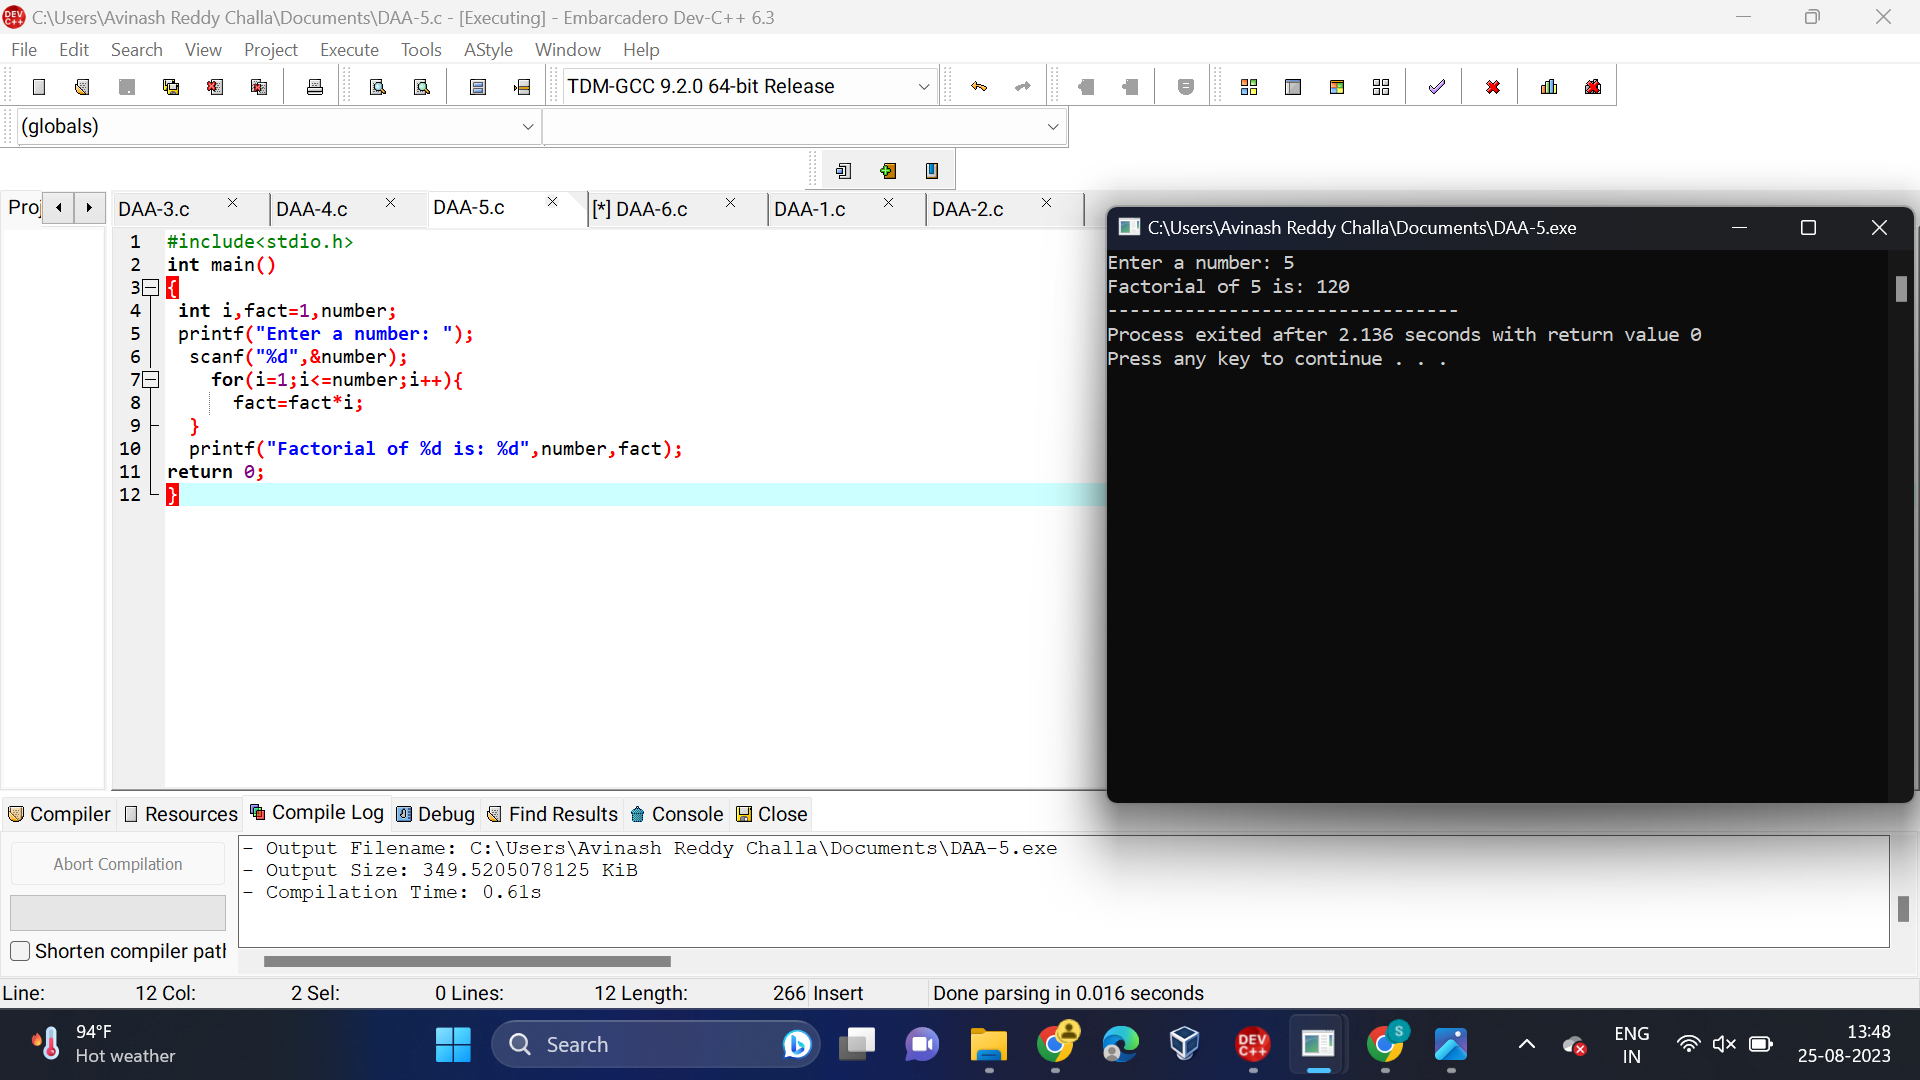 C:\Users\Avinash Reddy Challa\Documents\DAA-5.c - [Executing] - Embarcadero Dev-C++ 6.3
File Edit Search View Project Execute Tools AStyle Window Help
TDM-GCC 9.2.0 64-bit Release
(globals)
Proj DAA-3.c DAA-4.c DAA-5.c [*] DAA-6.c DAA-1.c DAA-2.c
1 #include<stdio.h>
2 int main()
3 {
4 int i,fact=1,number;
5 printf("Enter a number: ");
6 scanf("%d",&number);
7 for(i=1;i<=number;i++){
8 fact=fact*i;
9 }
10 printf("Factorial of %d is: %d",number,fact);
11 return 0;
12 }
C:\Users\Avinash Reddy Challa\Documents\DAA-5.exe
Enter a number: 5
Factorial of 5 is: 120
--------------------------------
Process exited after 2.136 seconds with return value 0
Press any key to continue . . .
Compiler Resources Compile Log Debug Find Results Console Close
Abort Compilation
Shorten compiler path
- Output Filename: C:\Users\Avinash Reddy Challa\Documents\DAA-5.exe
- Output Size: 349.5205078125 KiB
- Compilation Time: 0.61s
Line: 12 Col: 2 Sel: 0 Lines: 12 Length: 266 Insert Done parsing in 0.016 seconds
94°F
Hot weather
Search
DEV
C++
S
ENG
IN
13:48
25-08-2023